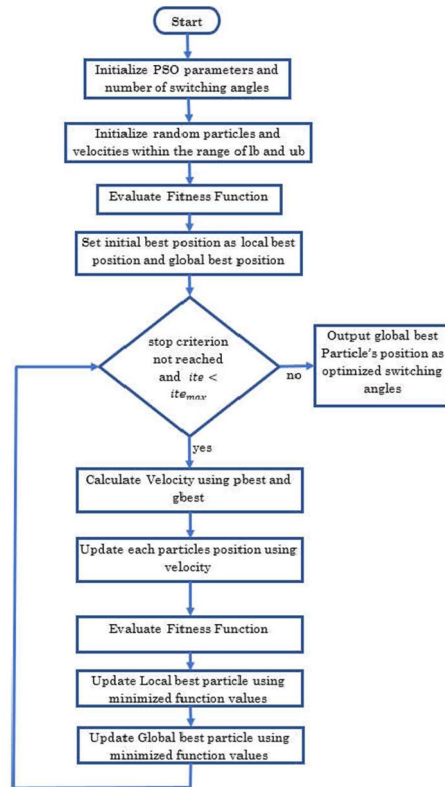 Start
Initialize PSO parameters and
number of switching angles
Initialize random particles and
velocities within the range of lb and ub
Evaluate Fitness Function
Set initial best position as local best
position and global best position
stop criterion
not reached
and ite <
ite_max
no
Output global best
Particle's position as
optimized switching
angles
yes
Calculate Velocity using pbest and
gbest
Update each particles position using
velocity
Evaluate Fitness Function
Update Local best particle using
minimized function values
Update Global best particle using
minimized function values